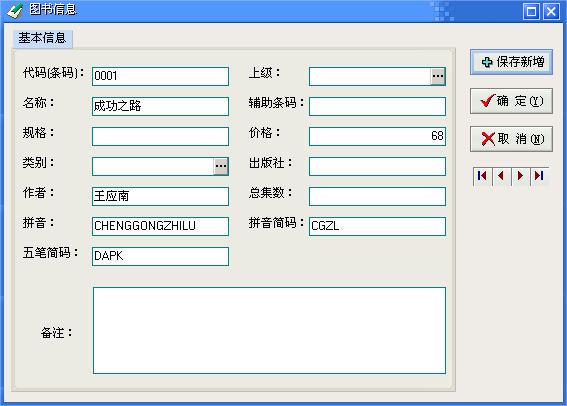 图书信息
基本信息
代码(条码)： 0001 上级： ...
名称： 成功之路 辅助条码：
规格： 价格： 68
类别： ... 出版社：
作者： 王应南 总集数：
拼音： CHENGGONGZHILU 拼音简码： CGZL
五笔简码： DAPK
备注：
保存新增
确 定(Y)
取 消(N)